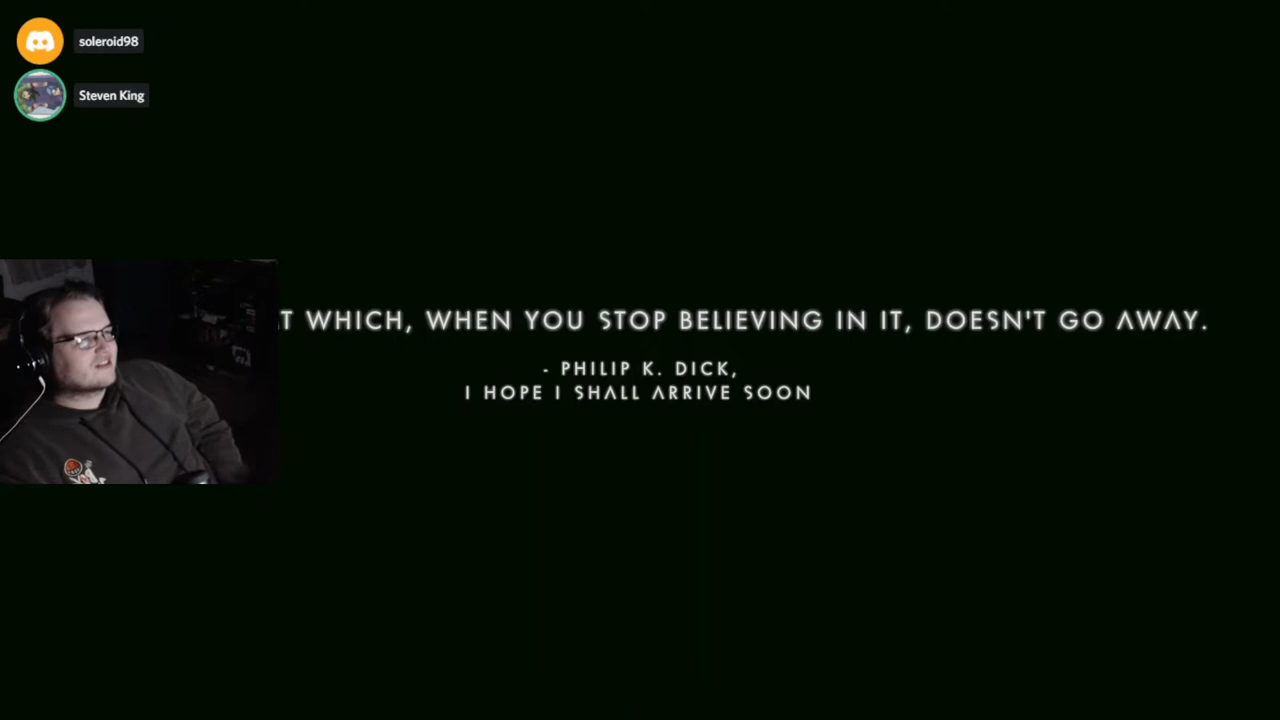 soleroid98
Steven King
T WHICH, WHEN YOU STOP BELIEVING IN IT, DOESN'T GO AWAY.
- PHILIP K. DICK,
I HOPE I SHALL ARRIVE SOON